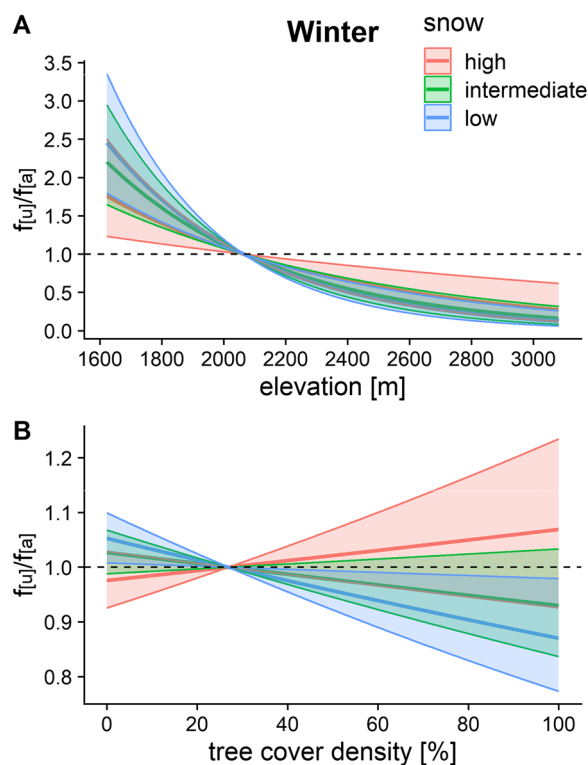 A
Winter
snow
high
intermediate
low
f[u]/f[a]
3.5
3.0
2.5
2.0
1.5
1.0
0.5
0.0
1600 1800 2000 2200 2400 2600 2800 3000
elevation [m]
B
f[u]/f[a]
1.2
1.1
1.0
0.9
0.8
0 20 40 60 80 100
tree cover density [%]